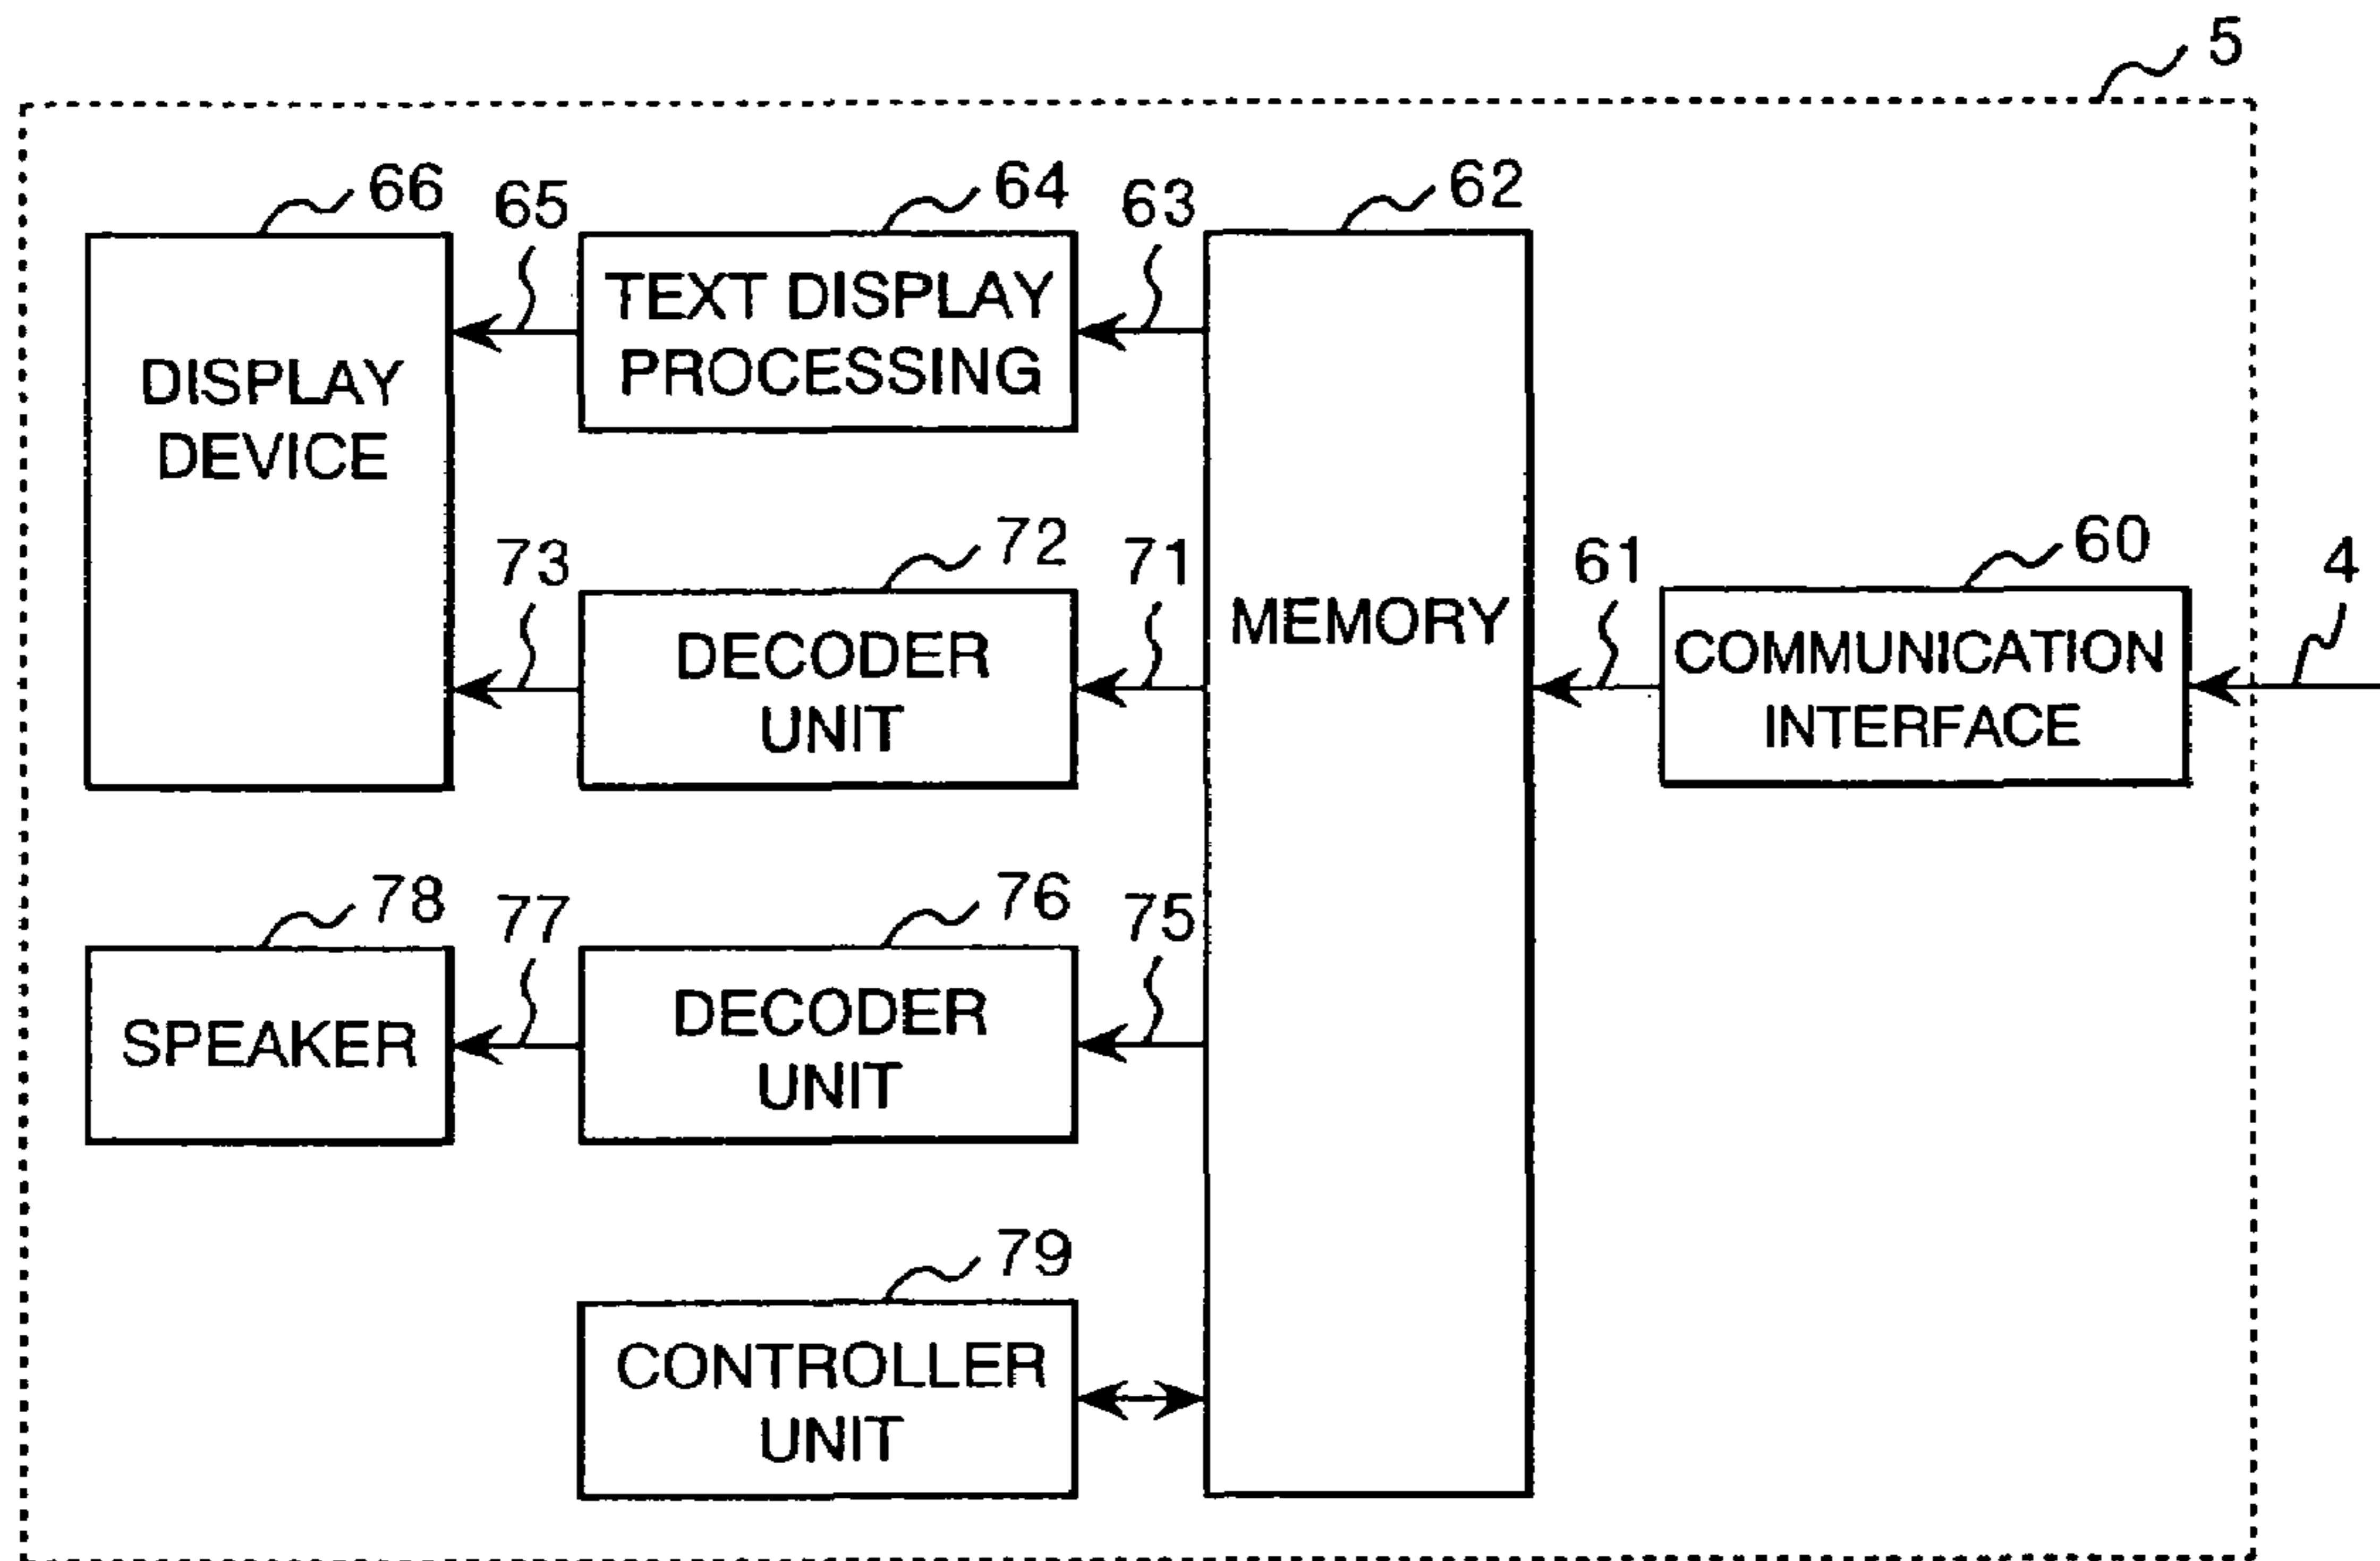 5
66
65
64
63
62
DISPLAY
DEVICE
TEXT DISPLAY
PROCESSING
73
72
71
MEMORY
61
60
4
DECODER
UNIT
COMMUNICATION
INTERFACE
78
77
76
75
SPEAKER
DECODER
UNIT
79
CONTROLLER
UNIT